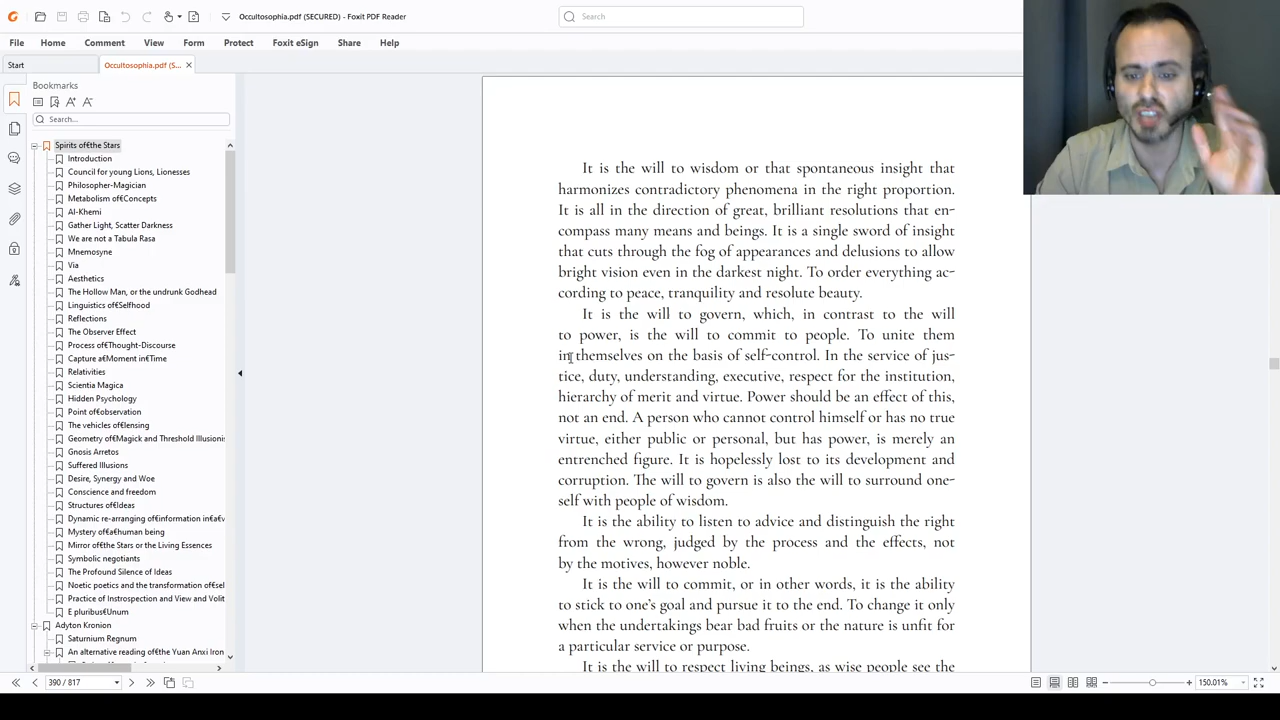 Occultosophia.pdf (SECURED) - Foxit PDF Reader
Search
File Home Comment View Form Protect Foxit eSign Share Help
Start
Occultosophia.pdf (S...
Bookmarks
Search...
Spirits of€the Stars
Introduction
Council for young Lions, Lionesses
Philosopher-Magician
Metabolism of€Concepts
Al-Khemi
Gather Light, Scatter Darkness
We are not a Tabula Rasa
Mnemosyne
Via
Aesthetics
The Hollow Man, or the undrunk Godhead
Linguistics of€Selfhood
Reflections
The Observer Effect
Process of€Thought-Discourse
Capture a€Moment in€Time
Relativities
Scientia Magica
Hidden Psychology
Point of€observation
The vehicles of€lensing
Geometry of€Magick and Threshold Illusionis
Gnosis Arretos
Suffered Illusions
Desire, Synergy and Woe
Conscience and freedom
Structures of€Ideas
Dynamic re-arranging of€information in€a€v
Mystery of€a€human being
Mirror of€the Stars or the Living Essences
Symbolic negotiants
The Profound Silence of Ideas
Noetic poetics and the transformation of€sel
Practice of Instrospection and View and Volit
E pluribus€Unum
Adyton Kronion
Saturnium Regnum
An alternative reading of€the Yuan Anxi Iron
It is the will to wisdom or that spontaneous insight that
harmonizes contradictory phenomena in the right proportion.
It is all in the direction of great, brilliant resolutions that en-
compass many means and beings. It is a single sword of insight
that cuts through the fog of appearances and delusions to allow
bright vision even in the darkest night. To order everything ac-
cording to peace, tranquility and resolute beauty.
It is the will to govern, which, in contrast to the will
to power, is the will to commit to people. To unite them
in themselves on the basis of self-control. In the service of jus-
tice, duty, understanding, executive, respect for the institution,
hierarchy of merit and virtue. Power should be an effect of this,
not an end. A person who cannot control himself or has no true
virtue, either public or personal, but has power, is merely an
entrenched figure. It is hopelessly lost to its development and
corruption. The will to govern is also the will to surround one-
self with people of wisdom.
It is the ability to listen to advice and distinguish the right
from the wrong, judged by the process and the effects, not
by the motives, however noble.
It is the will to commit, or in other words, it is the ability
to stick to one's goal and pursue it to the end. To change it only
when the undertakings bear bad fruits or the nature is unfit for
a particular service or purpose.
It is the will to respect living beings, as wise people see the
390 / 817
150.01%